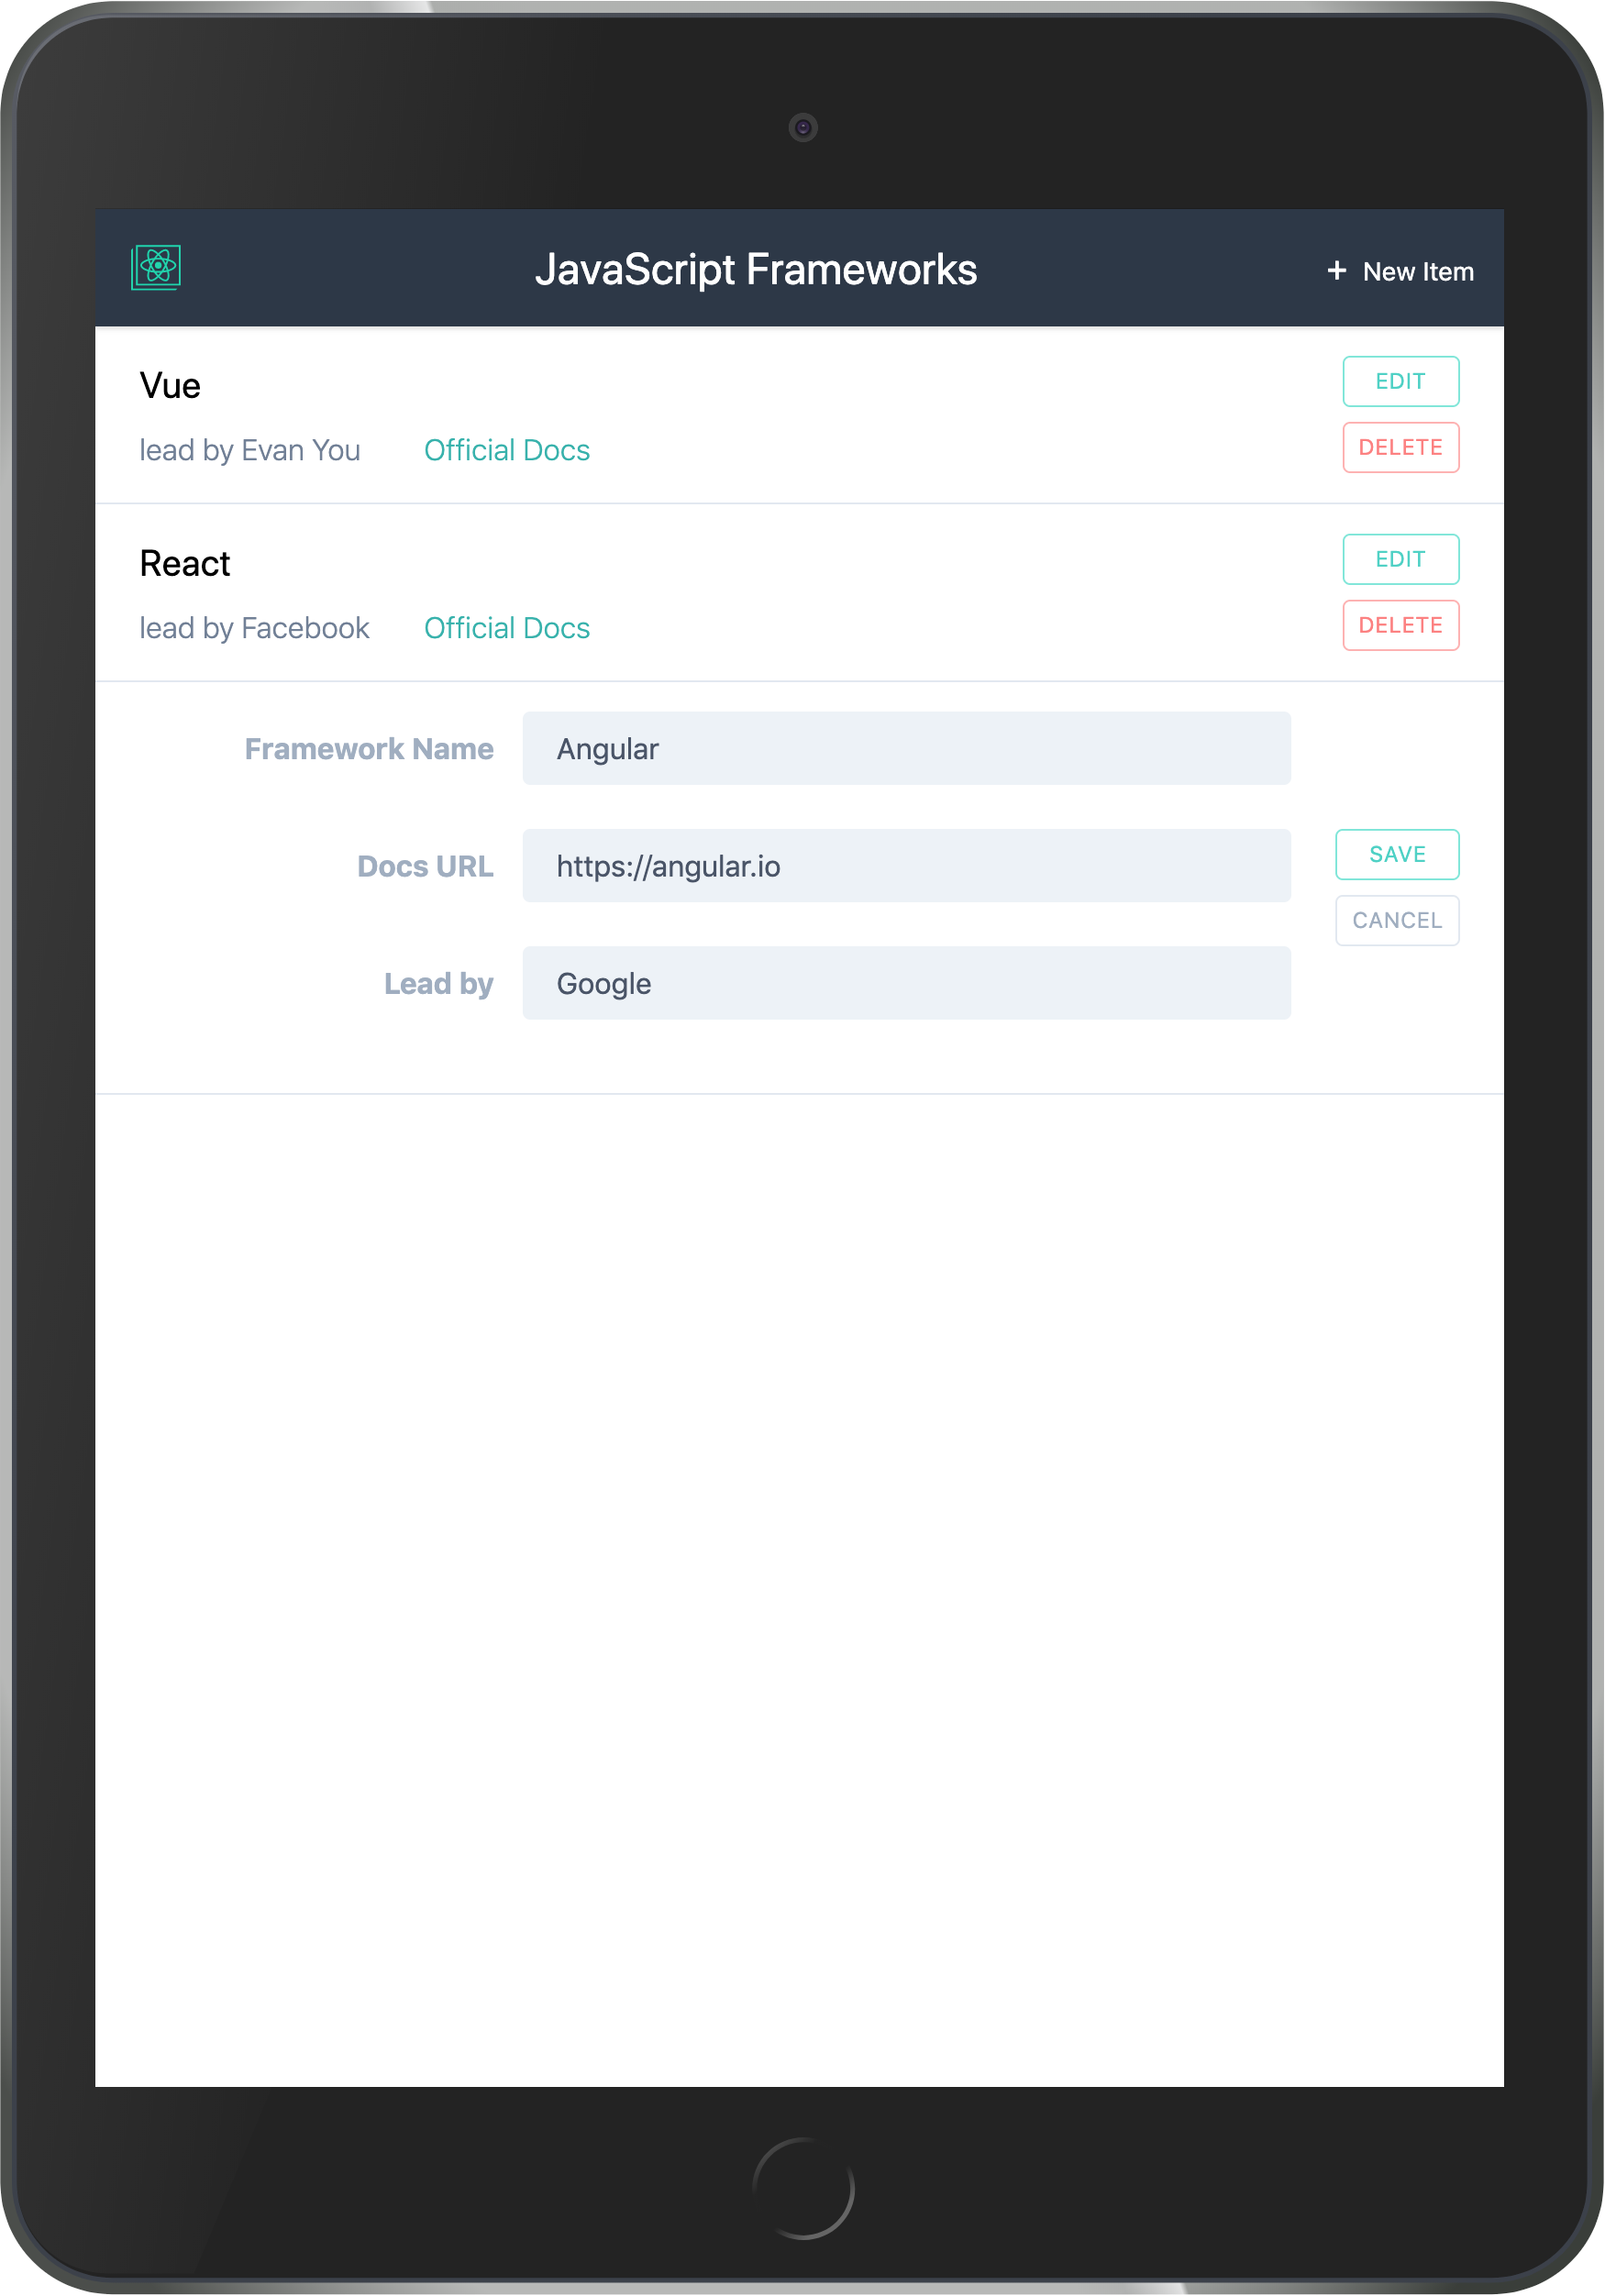 JavaScript Frameworks
+ New Item
Vue
EDIT
lead by Evan You Official Docs
DELETE
React
EDIT
lead by Facebook Official Docs
DELETE
Framework Name Angular
Docs URL https://angular.io
SAVE
CANCEL
Lead by Google